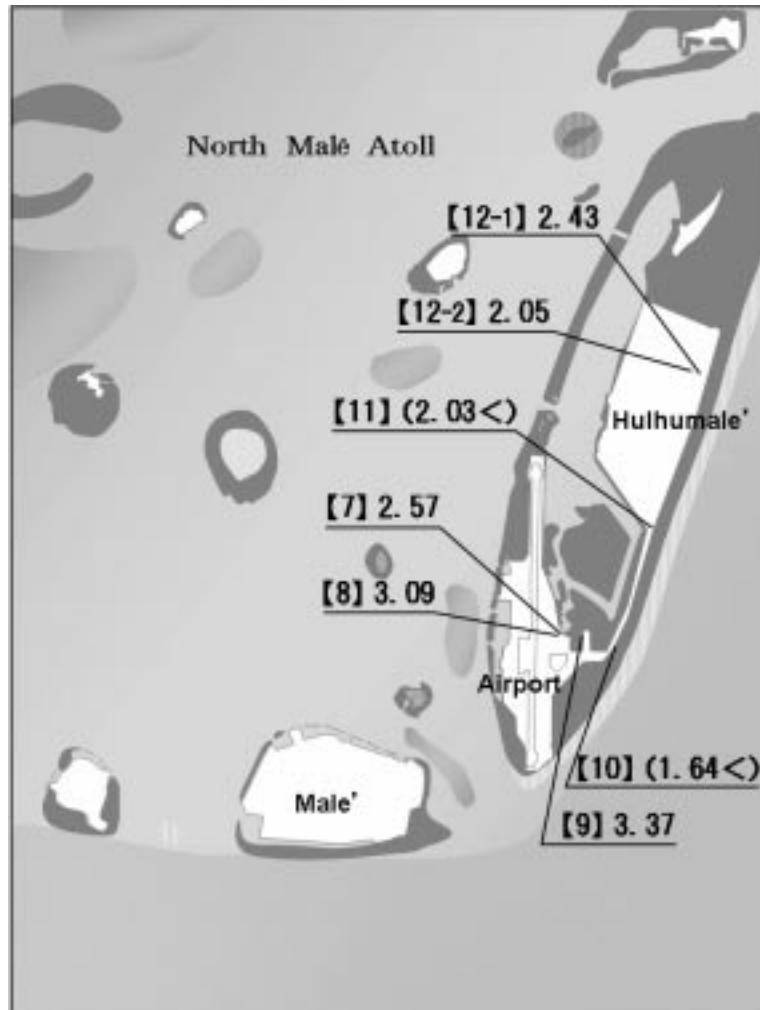 North Malé Atoll
【12-1】 2. 43
【12-2】 2. 05
【11】 (2. 03<)
Hulhumale'
【7】 2. 57
【8】 3. 09
Airport
【10】 (1. 64<)
Male'
【9】 3. 37